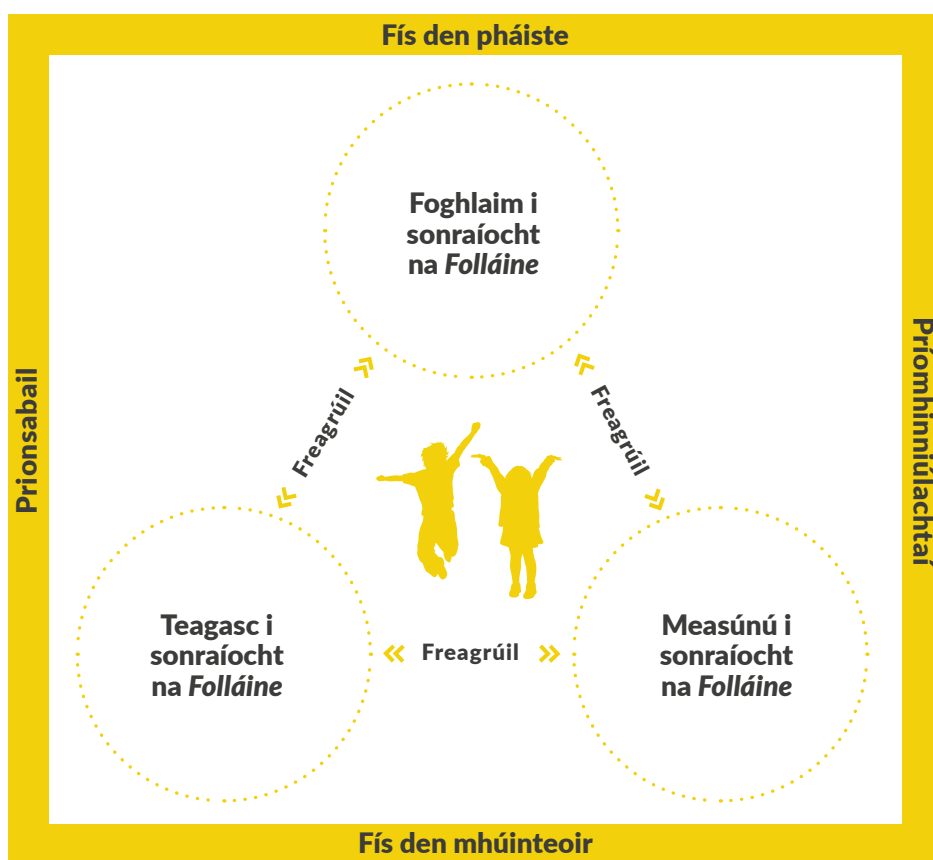 Fís den pháiste
Foghlaim i
sonraíocht
na Folláine
Prionsabail
Freagrúil
Freagrúil
Príomhinniúlachtaí
Teagasc i
sonraíocht
na Folláine
Freagrúil
Measúnú i
sonraíocht
na Folláine
Fís den mhúinteoir